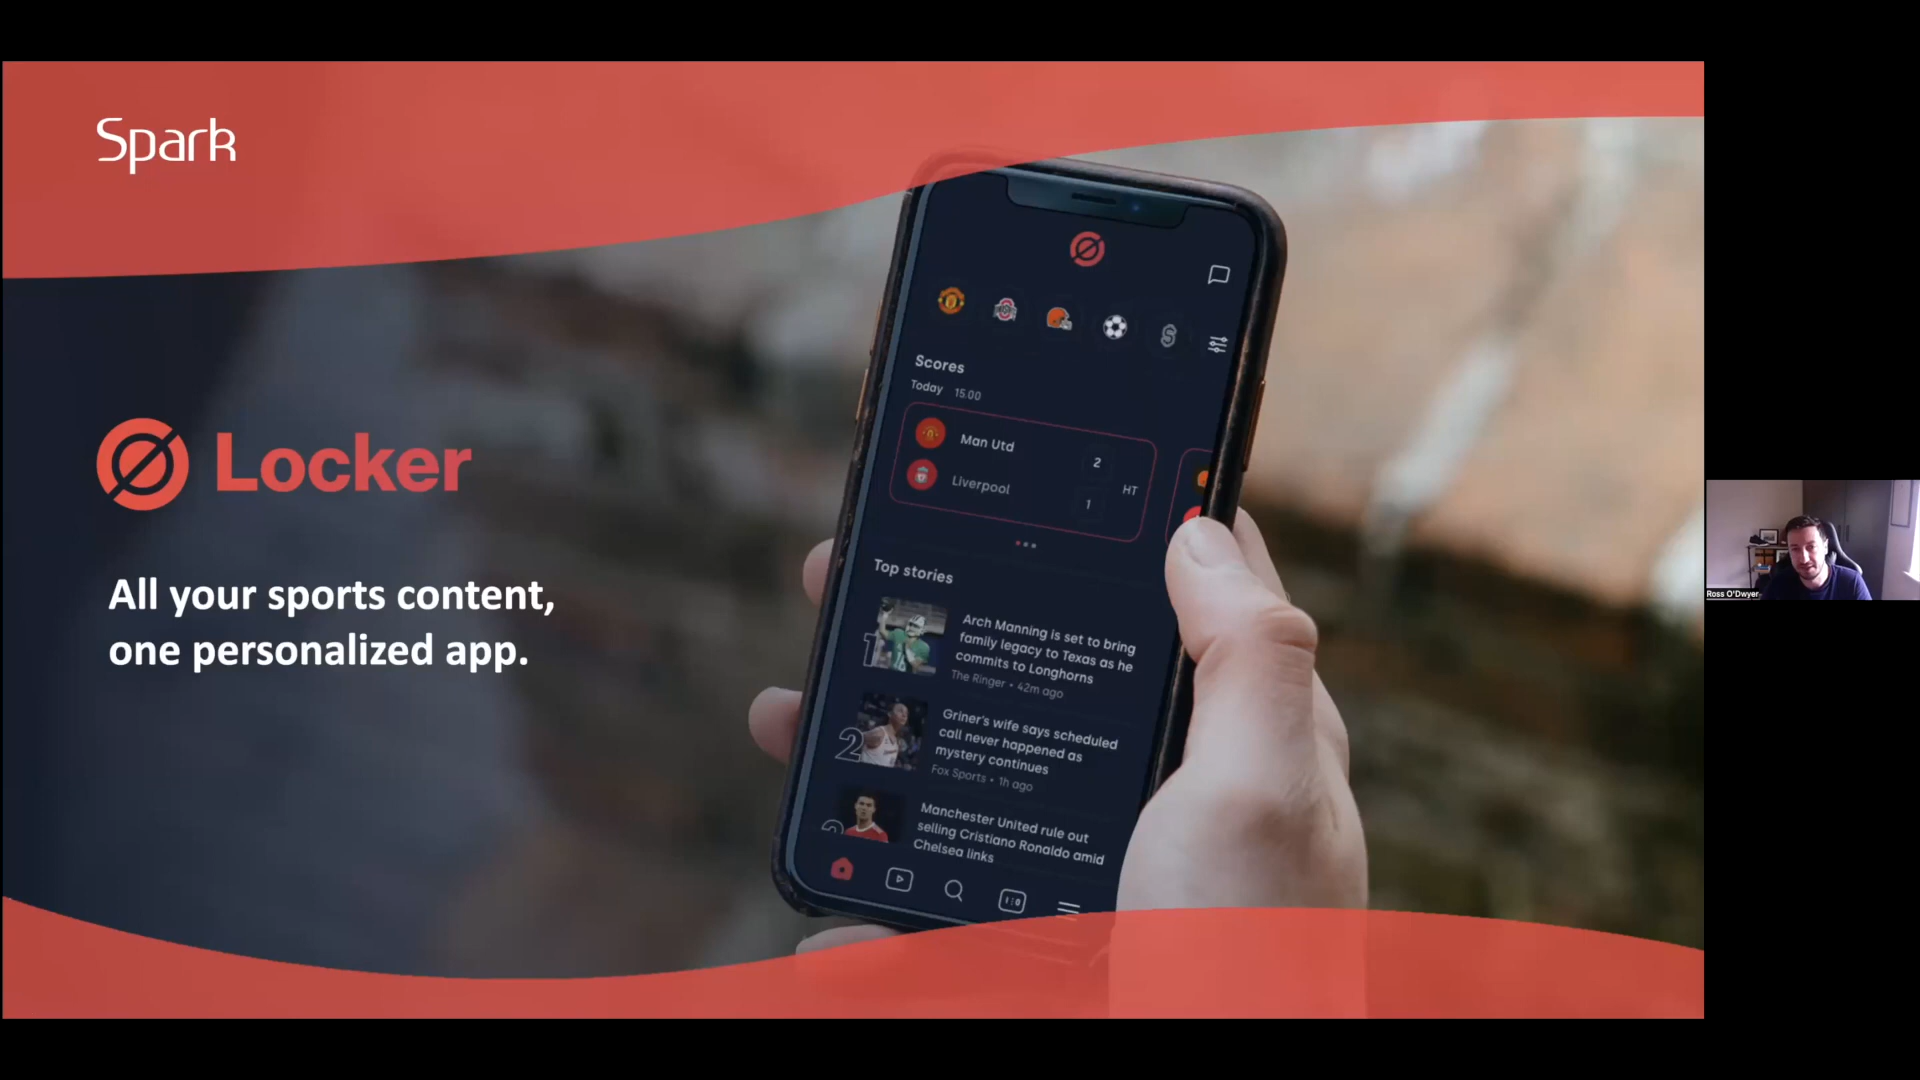 Spark
Locker
All your sports content,
one personalized app.
Scores
Today 15.00
Man Utd 2
HT
Liverpool 1
Top stories
1
Arch Manning is set to bring
family legacy to Texas as he
commits to Longhorns
The Ringer • 42m ago
2
Griner's wife says scheduled
call never happened as
mystery continues
Fox Sports • 1h ago
Manchester United rule out
selling Cristiano Ronaldo amid
Chelsea links
Ross O'Dwyer